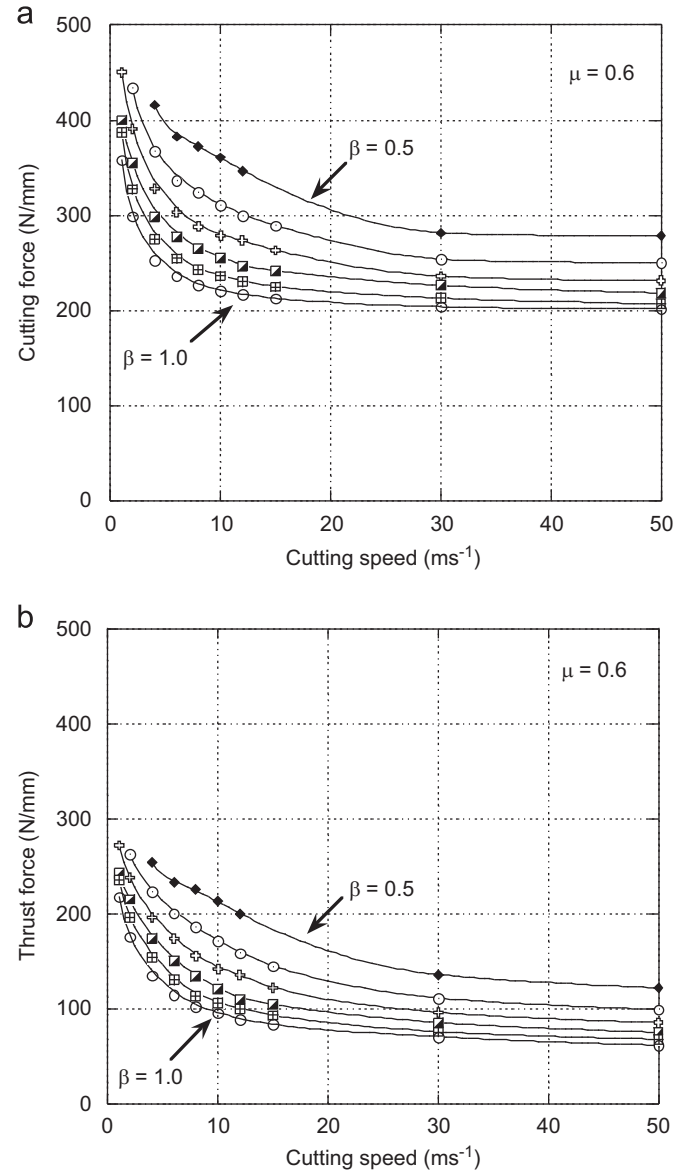 a
500
μ = 0.6
400
β = 0.5
300
200
β = 1.0
100
0
0 10 20 30 40 50
Cutting force (N/mm)
Cutting speed (ms⁻¹)
b
500
μ = 0.6
400
300
β = 0.5
200
100
β = 1.0
0
0 10 20 30 40 50
Thrust force (N/mm)
Cutting speed (ms⁻¹)